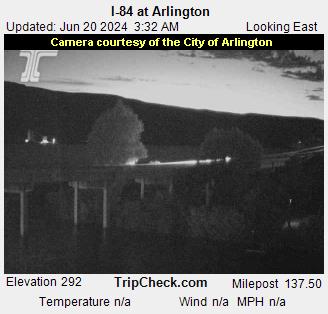 I-84 at Arlington
Updated: Jun 20 2024 3:32 AM Looking East
Camera courtesy of the City of Arlington
Elevation 292 TripCheck.com Milepost 137.50
Temperature n/a Wind n/a MPH n/a